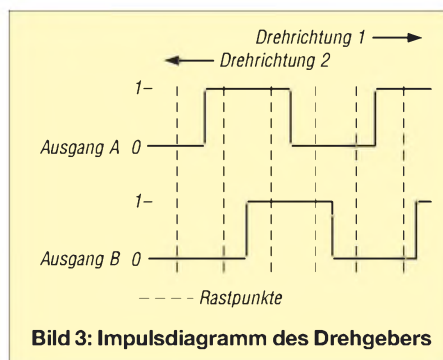 Drehrichtung 1
Drehrichtung 2
1–
Ausgang A 0
1–
Ausgang B 0
Rastpunkte
Bild 3: Impulsdiagramm des Drehgebers